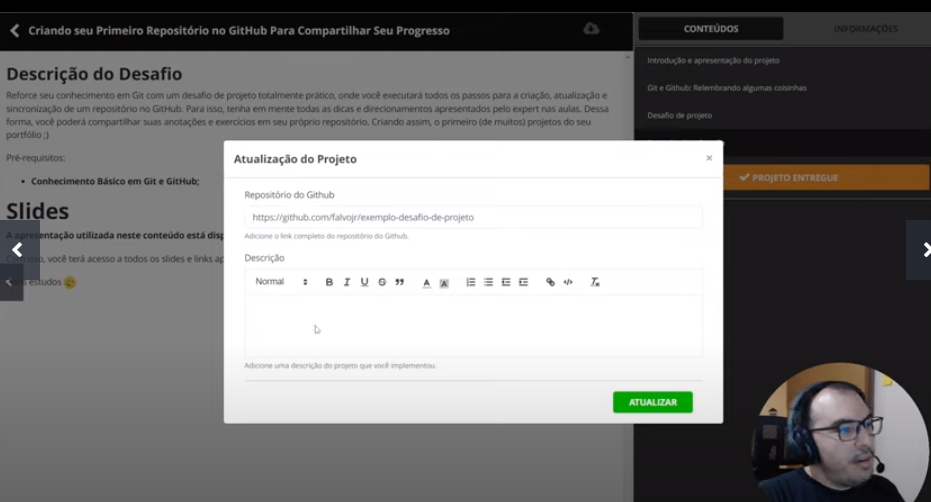 Criando seu Primeiro Repositório no GitHub Para Compartilhar Seu Progresso
CONTEÚDOS
INFORMAÇÕES
Descrição do Desafio
Reforce seu conhecimento em Git com um desafio de projeto totalmente prático, onde você executará todos os passos para a criação, atualização e
sincronização de um repositório no GitHub. Para isso, tenha em mente todas as dicas e direcionamentos apresentados pelo expert nas aulas. Dessa
forma, você poderá compartilhar suas anotações e exercícios em seu próprio repositório. Criando assim, o primeiro (de muitos) projetos do seu
portfólio ;)
Pré-requisitos:
• Conhecimento Básico em Git e GitHub;
Slides
A apresentação utilizada neste conteúdo está
você terá acesso a todos os slides e links
estudos
Introdução e apresentação do projeto
Git e Github: Relembrando algumas coisinhas
Desafio de projeto
PROJETO ENTREGUE
Atualização do Projeto
×
Repositório do Github
https://github.com/falvojr/exemplo-desafio-de-projeto
Adicione o link completo do repositório do Github.
Descrição
Normal B I U S ” A A </> Tx
Adicione uma descrição do projeto que você implementou.
ATUALIZAR